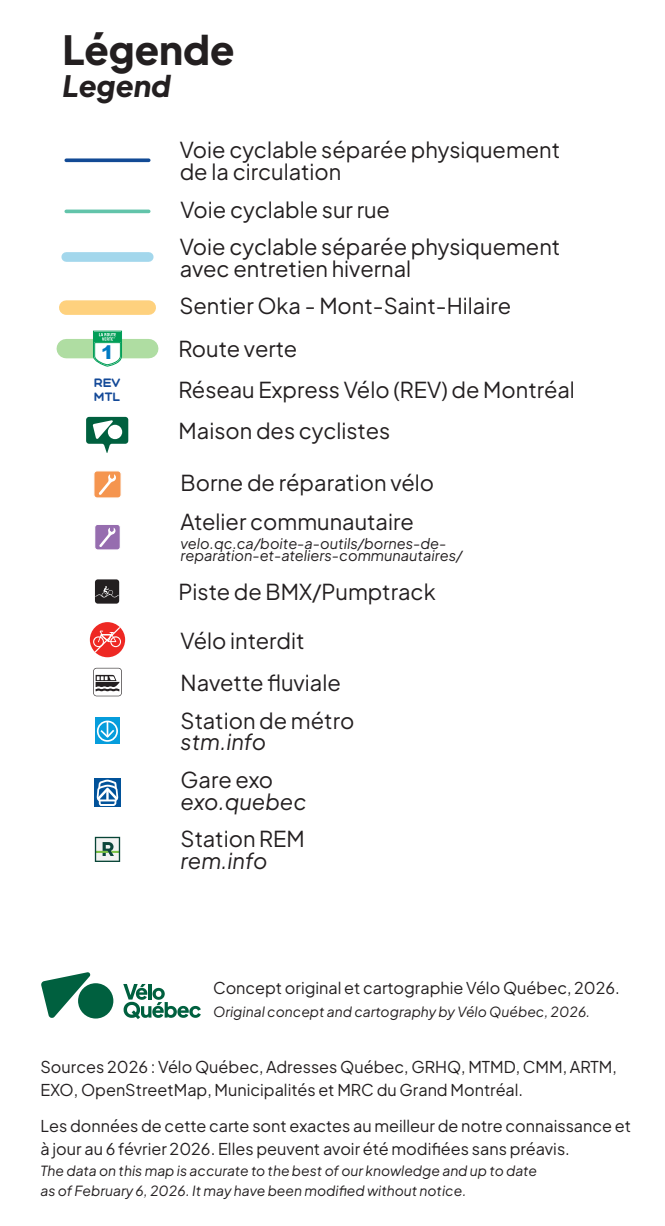 Légende
Legend
Voie cyclable séparée physiquement
de la circulation
Voie cyclable sur rue
Voie cyclable séparée physiquement
avec entretien hivernal
Sentier Oka - Mont-Saint-Hilaire
LA ROUTE
VERTE
1
Route verte
REV
MTL
Réseau Express Vélo (REV) de Montréal
Maison des cyclistes
Borne de réparation vélo
Atelier communautaire
velo.qc.ca/boite-a-outils/bornes-de-
reparation-et-ateliers-communautaires/
Piste de BMX/Pumptrack
Vélo interdit
Navette fluviale
Station de métro
stm.info
Gare exo
exo.quebec
R
Station REM
rem.info
Vélo
Québec
Concept original et cartographie Vélo Québec, 2026.
Original concept and cartography by Vélo Québec, 2026.
Sources 2026 : Vélo Québec, Adresses Québec, GRHQ, MTMD, CMM, ARTM,
EXO, OpenStreetMap, Municipalités et MRC du Grand Montréal.
Les données de cette carte sont exactes au meilleur de notre connaissance et
à jour au 6 février 2026. Elles peuvent avoir été modifiées sans préavis.
The data on this map is accurate to the best of our knowledge and up to date
as of February 6, 2026. It may have been modified without notice.